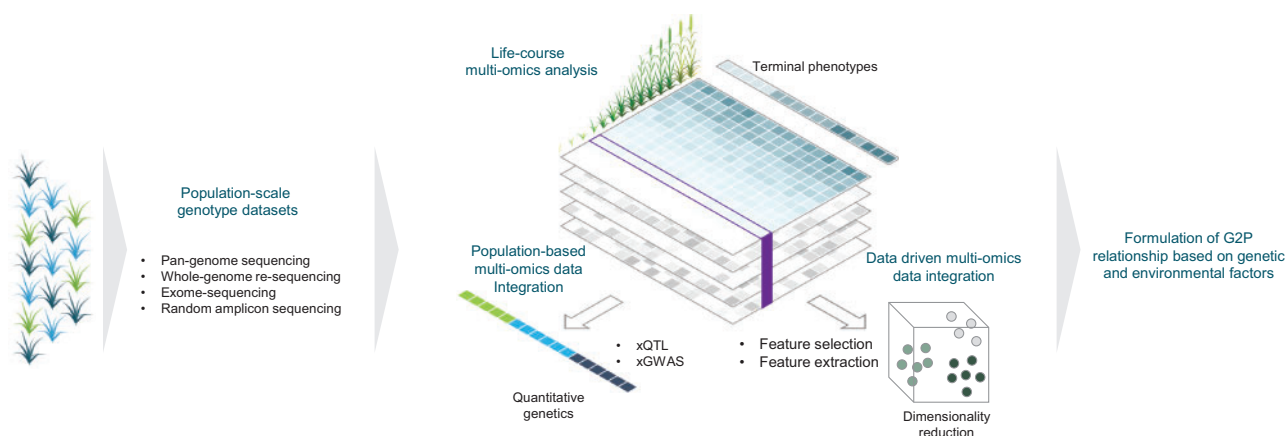 Population-scale
genotype datasets
• Pan-genome sequencing
• Whole-genome re-sequencing
• Exome-sequencing
• Random amplicon sequencing
Life-course
multi-omics analysis
Terminal phenotypes
Population-based
multi-omics data
Integration
• xQTL
• xGWAS
Quantitative
genetics
Data driven multi-omics
data integration
• Feature selection
• Feature extraction
Dimensionality
reduction
Formulation of G2P
relationship based on genetic
and environmental factors